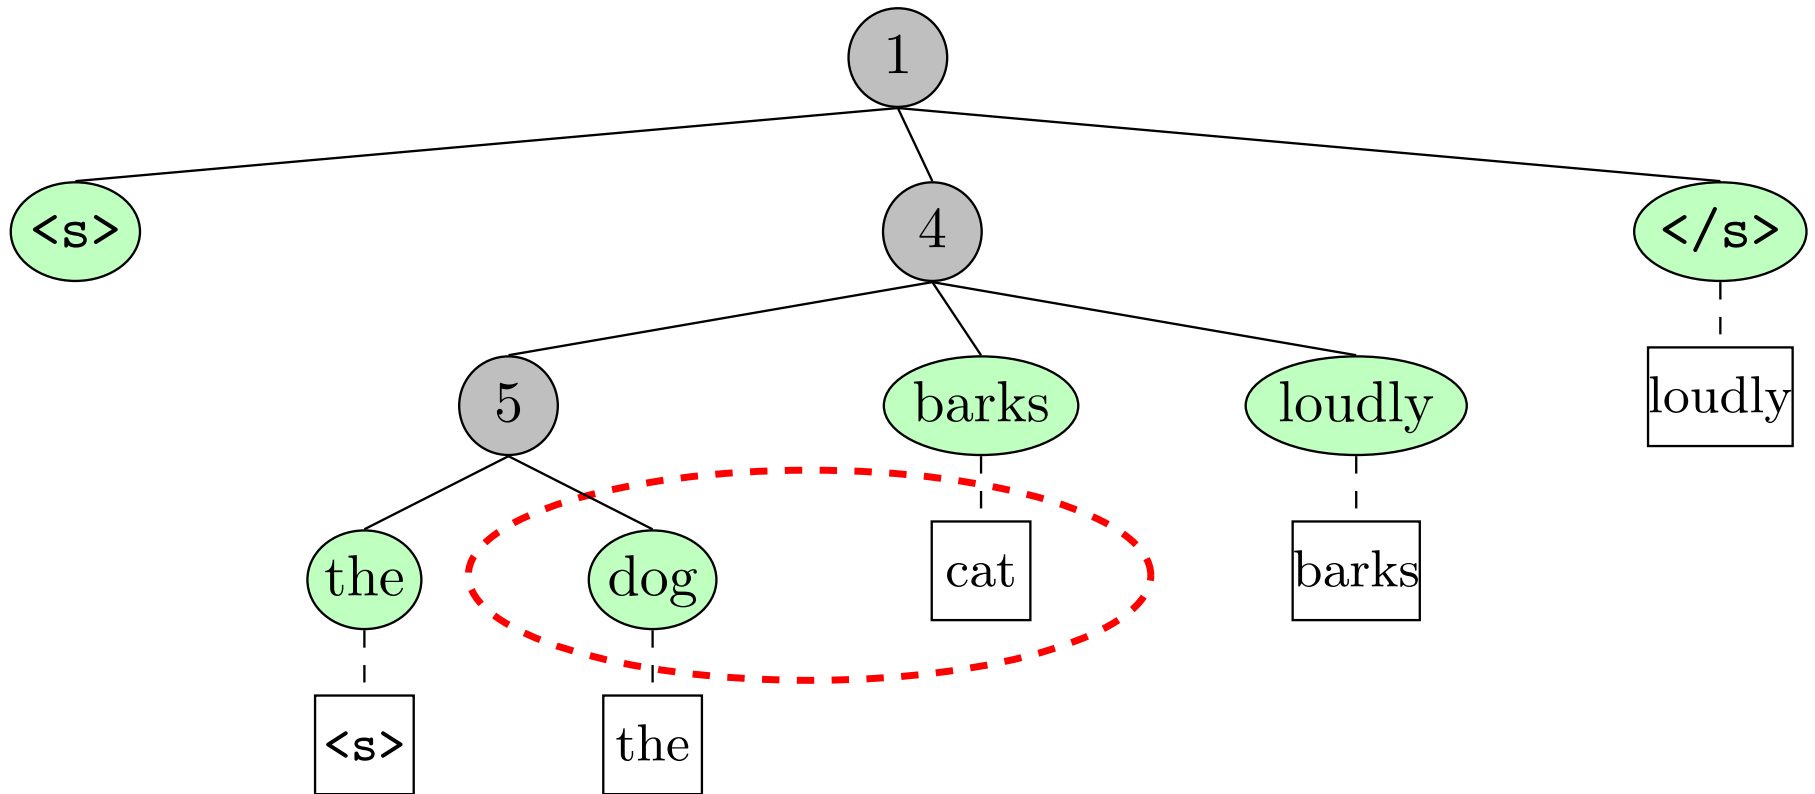 1
<s> 4 </s>
5 barks loudly loudly
the dog cat barks
<s> the